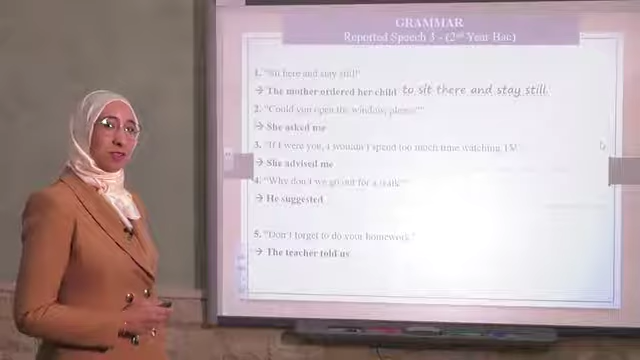 GRAMMAR
Reported Speech 3 - (2nd Year Bac)
1. "Sit here and stay still"
→ The mother ordered her child to sit there and stay still.
2. "Could you open the window, please?"
→ She asked me
3. "If I were you, I wouldn't spend too much time watching TV"
→ She advised me
4. "Why don't we go out for a walk"
→ He suggested
5. "Don't forget to do your homework"
→ The teacher told us